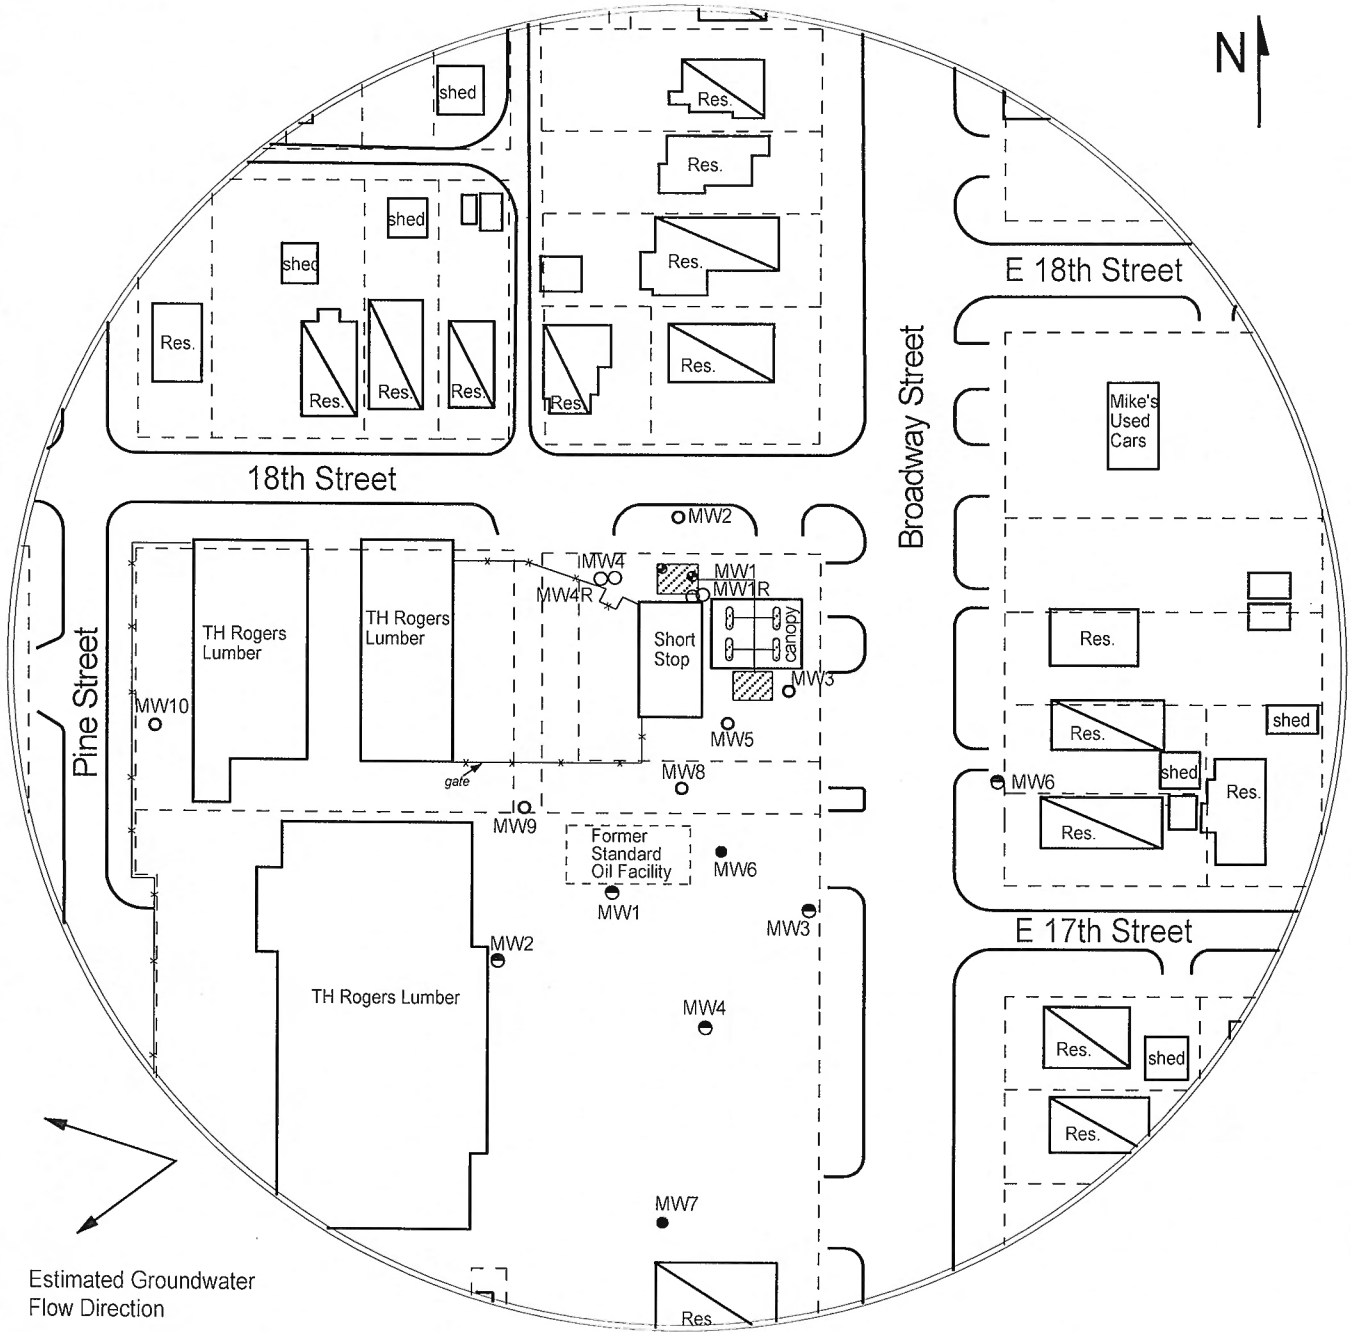 shed
N
Res.
Res.
shed
shed
Res.
E 18th Street
Res.
Res.
Res.
Res.
Res.
Res.
Broadway Street
Mike's
Used
Cars
18th Street
MW2
MW4
MW1
MW4R
MW1R
TH Rogers
Lumber
TH Rogers
Lumber
Short
Stop
canopy
Res.
Pine Street
MW10
MW3
MW5
Res.
shed
gate
MW8
MW6
shed
Res.
MW9
Former
Standard
Oil Facility
Res.
MW6
MW1
MW3
MW2
E 17th Street
TH Rogers Lumber
MW4
Res.
shed
Res.
MW7
Estimated Groundwater
Flow Direction
Res.